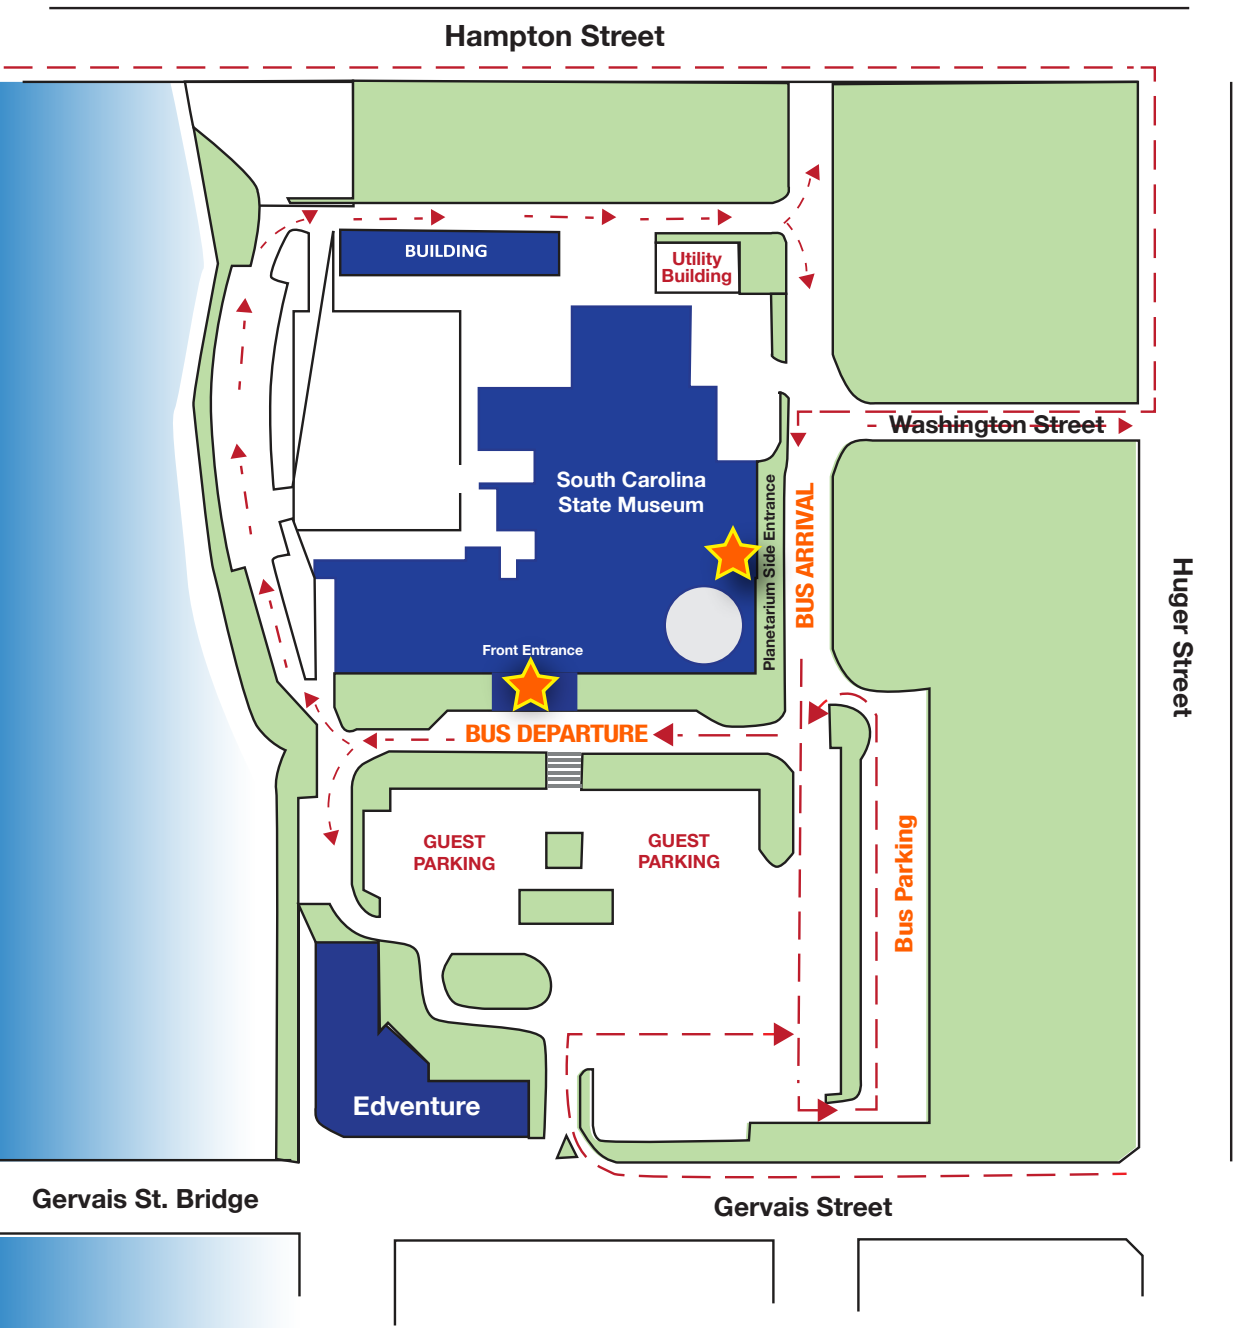 Hampton Street
BUILDING
Utility
Building
Washington Street
South Carolina
State Museum
Planetarium Side Entrance
BUS ARRIVAL
Huger Street
Front Entrance
BUS DEPARTURE
GUEST
PARKING
GUEST
PARKING
Bus Parking
Edventure
Gervais St. Bridge
Gervais Street